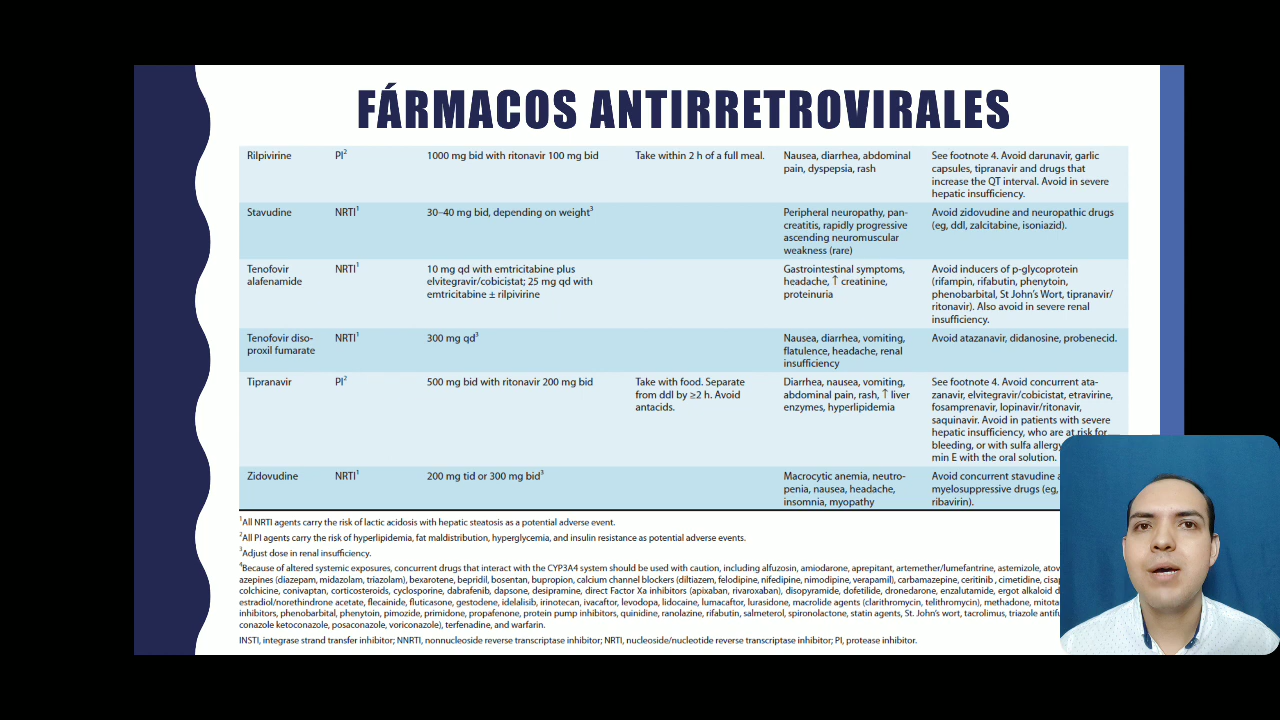 FÁRMACOS ANTIRRETROVIRALES
Rilpivirine PI2 1000 mg bid with ritonavir 100 mg bid Take within 2 h of a full meal. Nausea, diarrhea, abdominal See footnote 4. Avoid darunavir, garlic
pain, dyspepsia, rash capsules, tipranavir and drugs that
increase the QT interval. Avoid in severe
hepatic insufficiency.
Stavudine NRTI1 30–40 mg bid, depending on weight3 Peripheral neuropathy, pan- Avoid zidovudine and neuropathic drugs
creatitis, rapidly progressive (eg, ddI, zalcitabine, isoniazid).
ascending neuromuscular
weakness (rare)
Tenofovir NRTI1 10 mg qd with emtricitabine plus Gastrointestinal symptoms, Avoid inducers of p-glycoprotein
alafenamide elvitegravir/cobicistat; 25 mg qd with headache, ↑ creatinine, (rifampin, rifabutin, phenytoin,
emtricitabine ± rilpivirine proteinuria phenobarbital, St John's Wort, tipranavir/
ritonavir). Also avoid in severe renal
insufficiency.
Tenofovir diso- NRTI1 300 mg qd3 Nausea, diarrhea, vomiting, Avoid atazanavir, didanosine, probenecid.
proxil fumarate flatulence, headache, renal
insufficiency
Tipranavir PI2 500 mg bid with ritonavir 200 mg bid Take with food. Separate Diarrhea, nausea, vomiting, See footnote 4. Avoid concurrent ata-
from ddI by ≥2 h. Avoid abdominal pain, rash, ↑ liver zanavir, elvitegravir/cobicistat, etravirine,
antacids. enzymes, hyperlipidemia fosamprenavir, lopinavir/ritonavir,
saquinavir. Avoid in patients with severe
hepatic insufficiency, who are at risk for
bleeding, or with sulfa allergy
min E with the oral solution.
Zidovudine NRTI1 200 mg tid or 300 mg bid3 Macrocytic anemia, neutro- Avoid concurrent stavudine
penia, nausea, headache, myelosuppressive drugs (eg,
insomnia, myopathy ribavirin).
1All NRTI agents carry the risk of lactic acidosis with hepatic steatosis as a potential adverse event.
2All PI agents carry the risk of hyperlipidemia, fat maldistribution, hyperglycemia, and insulin resistance as potential adverse events.
3Adjust dose in renal insufficiency.
4Because of altered systemic exposures, concurrent drugs that interact with the CYP3A4 system should be used with caution, including alfuzosin, amiodarone, aprepitant, artemether/lumefantrine, astemizole,
azepines (diazepam, midazolam, triazolam), bexarotene, bepridil, bosentan, bupropion, calcium channel blockers (diltiazem, felodipine, nifedipine, nimodipine, verapamil), carbamazepine, ceritinib , cimetidine,
colchicine, conivaptan, corticosteroids, cyclosporine, dabrafenib, dapsone, desipramine, direct Factor Xa inhibitors (apixaban, rivaroxaban), disopyramide, dofetilide, dronedarone, enzalutamide, ergot alkaloid
estradiol/norethindrone acetate, flecainide, fluticasone, gestodene, idelalisib, irinotecan, ivacaftor, levodopa, lidocaine, lumacaftor, lurasidone, macrolide agents (clarithromycin, telithromycin), methadone,
inhibitors, phenobarbital, phenytoin, pimozide, primidone, propafenone, protein pump inhibitors, quinidine, ranolazine, rifabutin, salmeterol, spironolactone, statin agents, St. John's wort, tacrolimus, triazole
conazole ketoconazole, posaconazole, voriconazole), terfenadine, and warfarin.
INSTI, integrase strand transfer inhibitor; NNRTI, nonnucleoside reverse transcriptase inhibitor; NRTI, nucleoside/nucleotide reverse transcriptase inhibitor; PI, protease inhibitor.